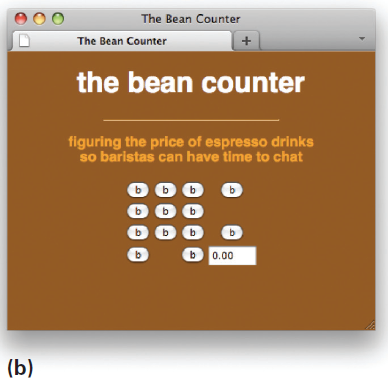 The Bean Counter
The Bean Counter
+
the bean counter
figuring the price of espresso drinks
so baristas can have time to chat
b b b b
b b b
b b b b
b b 0.00
(b)